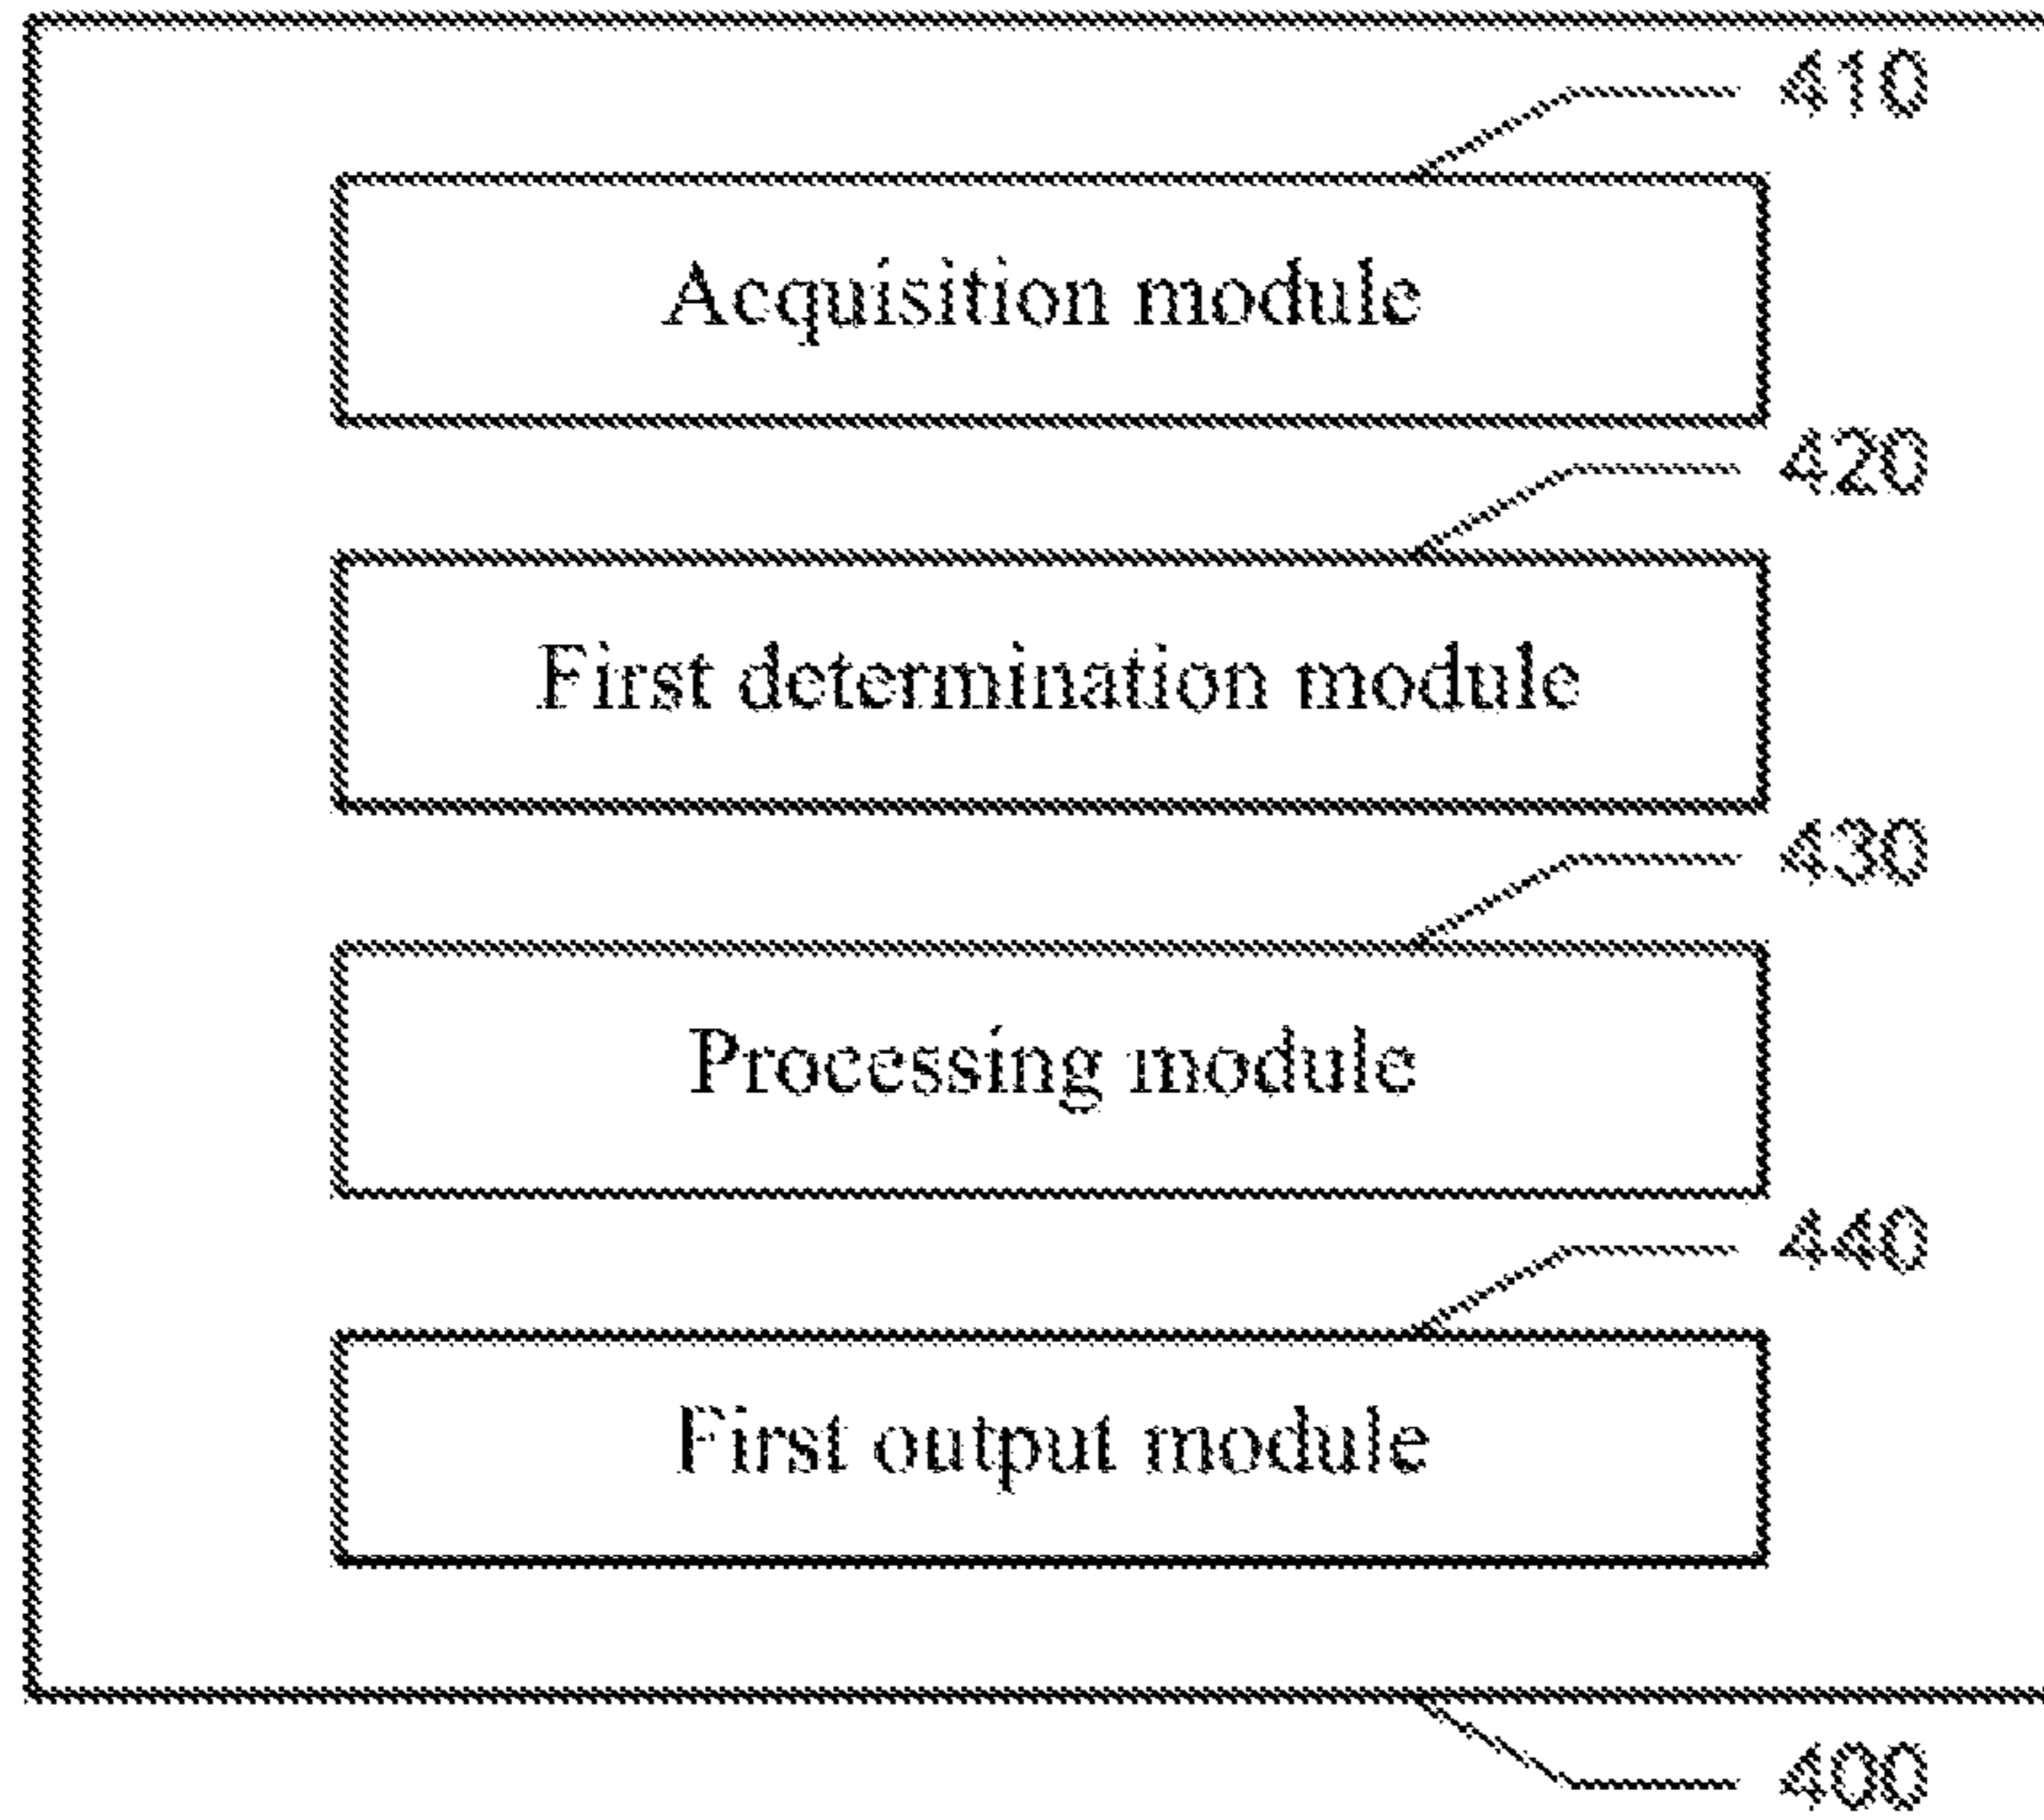 410
Acquisition module
420
First determination module
430
Processing module
440
First output module
400